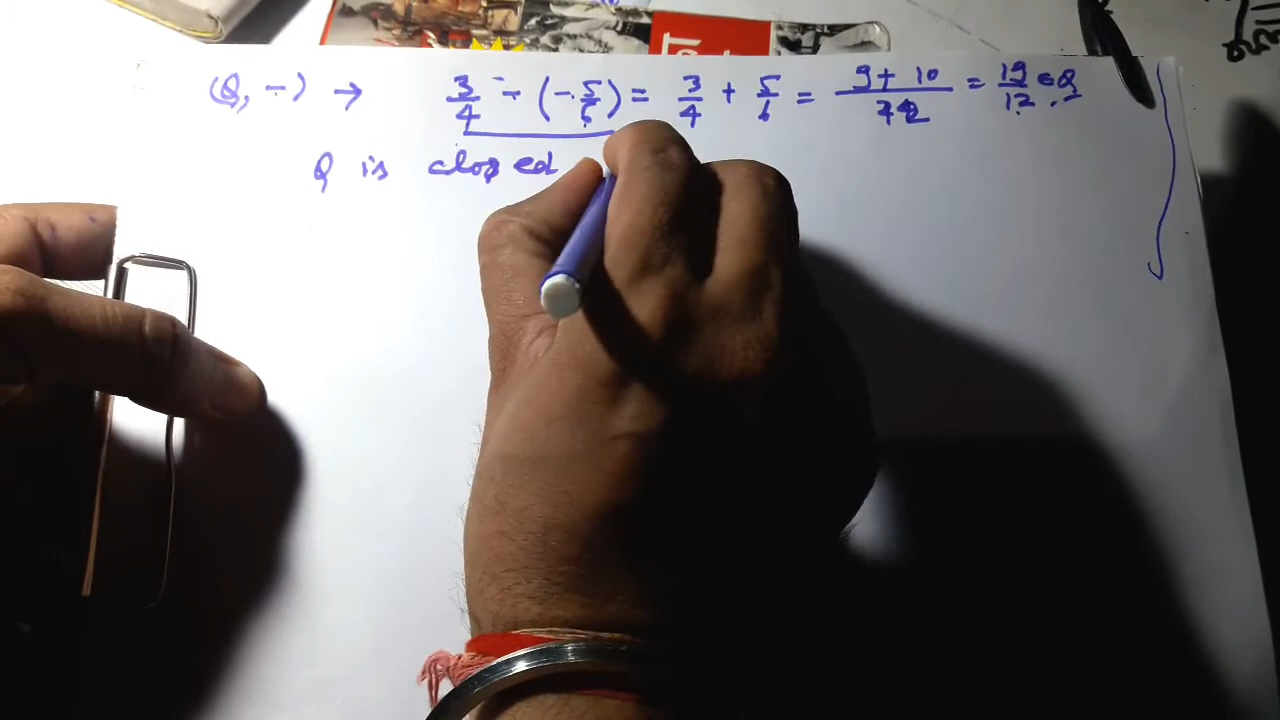 (Q, -) → 3/4 - (-5/6) = 3/4 + 5/6 = 9+10/12 = 19/12 ∈ Q
Q is closed